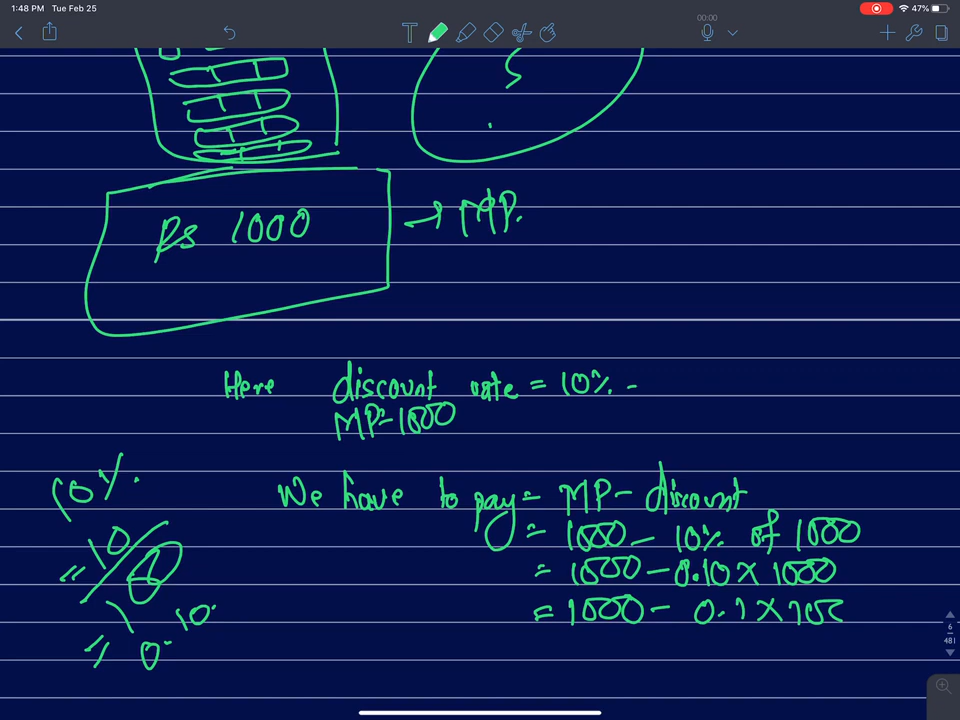 1:48 PM Tue Feb 25
47%
00:00
T
Rs 1000
→ MP.
Here discount rate = 10% -
MP=1000
10%.
We have to pay = MP - discount
= 1000 - 10% of 1000
= 10/
= 1000 - 0.10 x 1000
= 1000 - 0.1 x
10.
= 0.
6
481